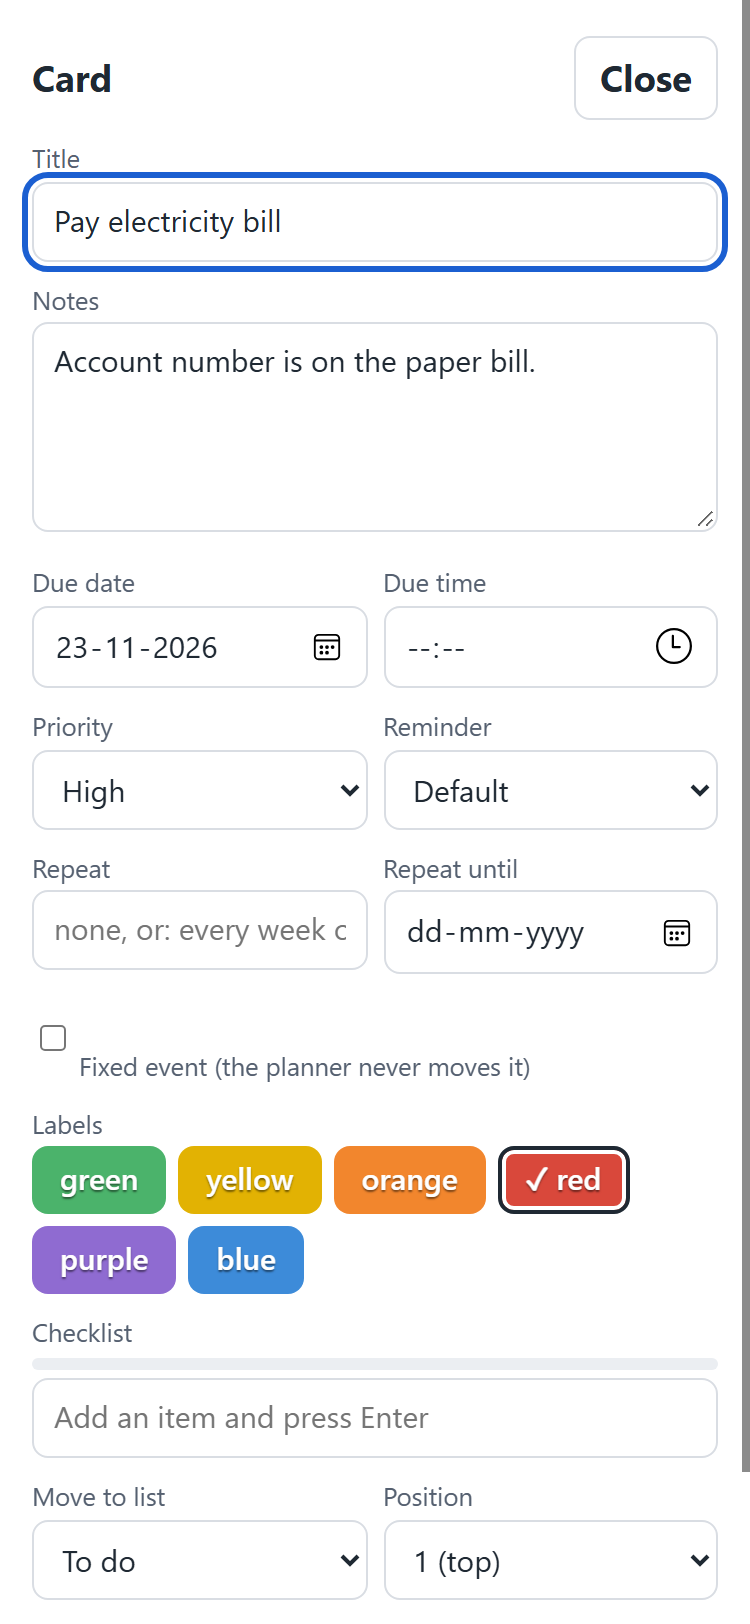 Card
Close
Title
Pay electricity bill
Notes
Account number is on the paper bill.
Due date
Due time
23-11-2026
--:--
Priority
Reminder
High
Default
Repeat
Repeat until
none, or: every week c
dd-mm-yyyy
Fixed event (the planner never moves it)
Labels
green
yellow
orange
✓ red
purple
blue
Checklist
Add an item and press Enter
Move to list
Position
To do
1 (top)